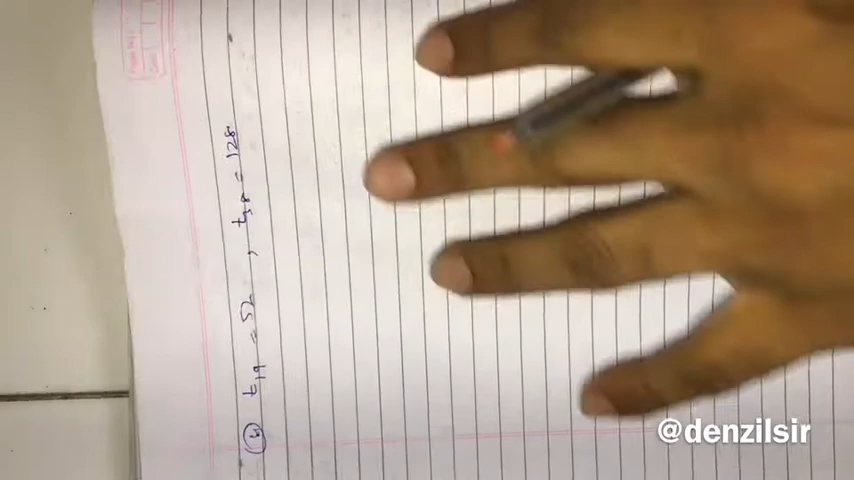 (b) t19 = 52 , t38 = 128
@denzilsir